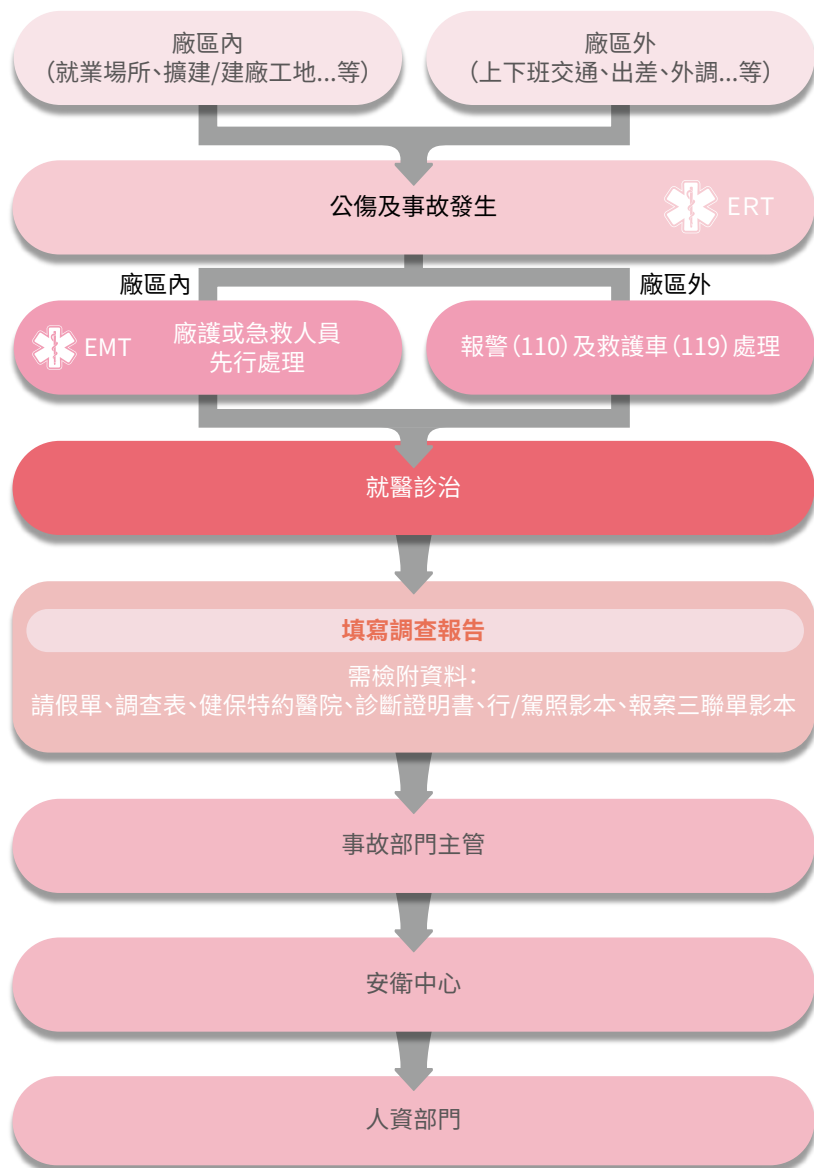 廠區內
(就業場所、擴建/建廠工地...等)
廠區外
(上下班交通、出差、外調...等)
公傷及事故發生
ERT
廠區內
廠區外
EMT
廠護或急救人員
先行處理
報警(110)及救護車(119)處理
就醫診治
填寫調查報告
需檢附資料：
請假單、調查表、健保特約醫院、診斷證明書、行/駕照影本、報案三聯單影本
事故部門主管
安衛中心
人資部門